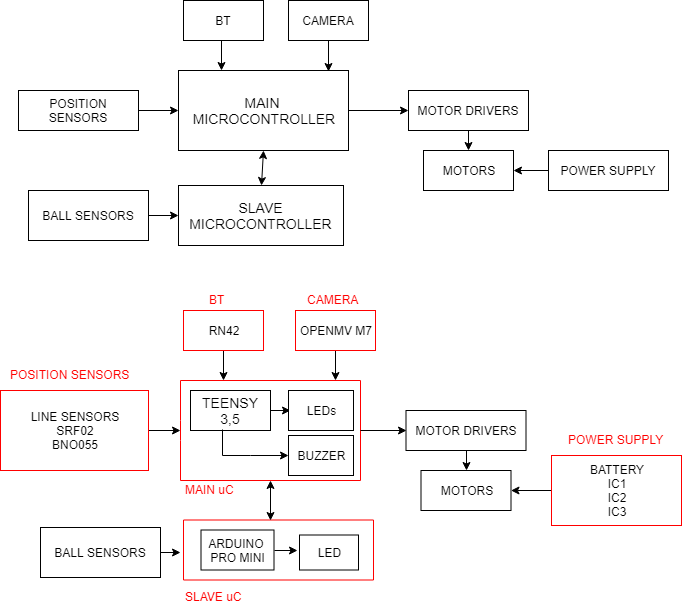 BT
CAMERA
POSITION
SENSORS
MAIN
MICROCONTROLLER
MOTOR DRIVERS
MOTORS
POWER SUPPLY
BALL SENSORS
SLAVE
MICROCONTROLLER
BT
CAMERA
RN42
OPENMV M7
POSITION SENSORS
LINE SENSORS
SRF02
BNO055
TEENSY
3,5
LEDs
BUZZER
MAIN uC
MOTOR DRIVERS
MOTORS
POWER SUPPLY
BATTERY
IC1
IC2
IC3
BALL SENSORS
ARDUINO
PRO MINI
LED
SLAVE uC